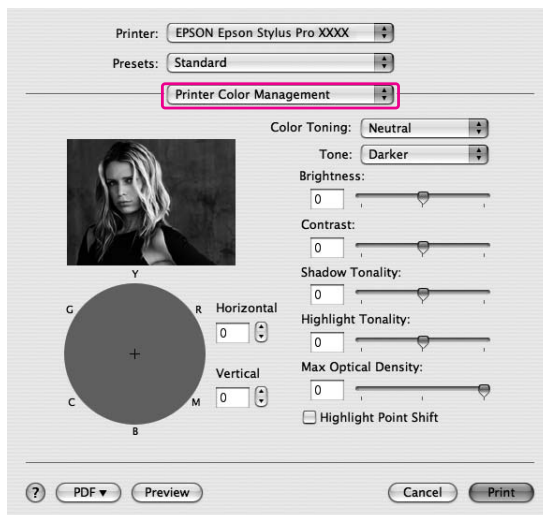 Printer: EPSON Epson Stylus Pro XXXX
Presets: Standard
Printer Color Management
Color Toning: Neutral
Tone: Darker
Brightness:
0
Contrast:
0
Shadow Tonality:
0
Highlight Tonality:
0
Max Optical Density:
0
Highlight Point Shift
Y
G R
C M
B
Horizontal
0
Vertical
0
? PDF▼ Preview Cancel Print